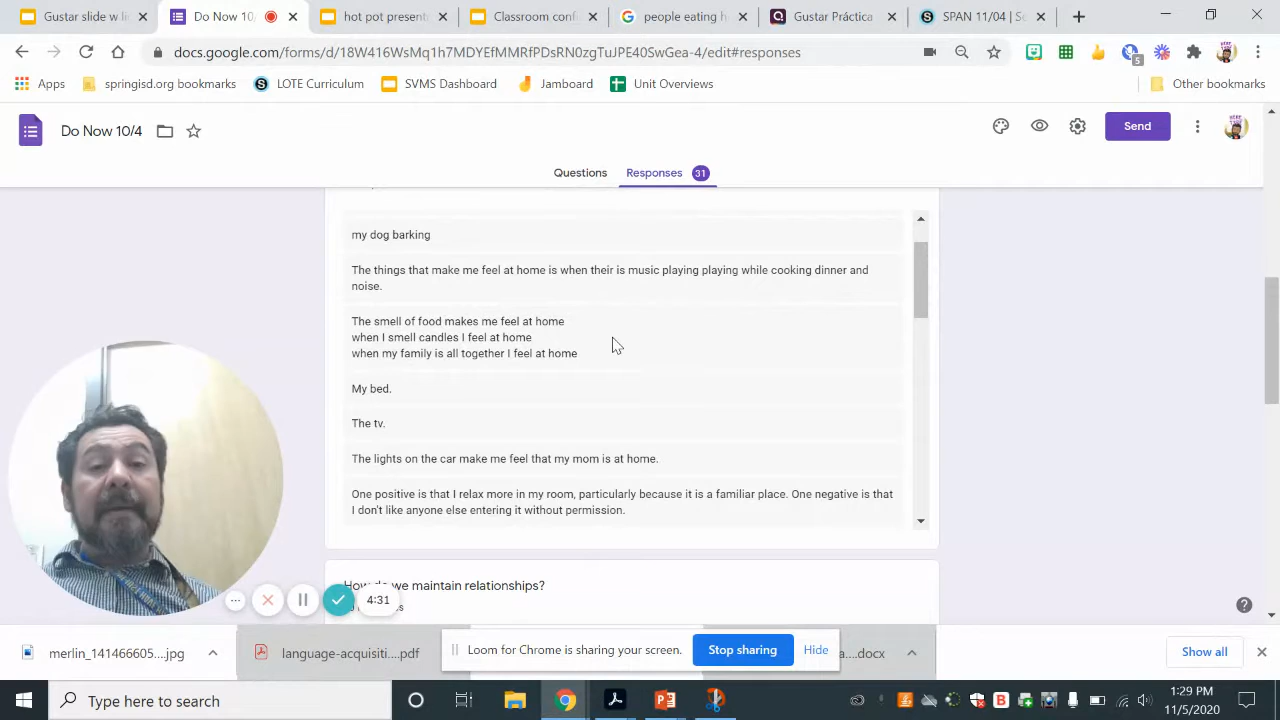 Gustar slide w li
Do Now 10/4
hot pot present
Classroom conf
people eating h
Gustar Práctica
SPAN 11/04 | Se
docs.google.com/forms/d/18W416WsMq1h7MDYEfMMRfPDsRN0zgTuJPE40SwGea-4/edit#responses
5
Apps
springisd.org bookmarks
LOTE Curriculum
SVMS Dashboard
Jamboard
Unit Overviews
Other bookmarks
Do Now 10/4
Send
Questions
Responses 31
my dog barking
The things that make me feel at home is when their is music playing playing while cooking dinner and
noise.
The smell of food makes me feel at home
when I smell candles I feel at home
when my family is all together I feel at home
My bed.
The tv.
The lights on the car make me feel that my mom is at home.
One positive is that I relax more in my room, particularly because it is a familiar place. One negative is that
I don't like anyone else entering it without permission.
How do we maintain relationships?
4:31
merlin_141466605....jpg
language-acquisiti....pdf
Loom for Chrome is sharing your screen.
Stop sharing
Hide
a....docx
Show all
Type here to search
1:29 PM
11/5/2020